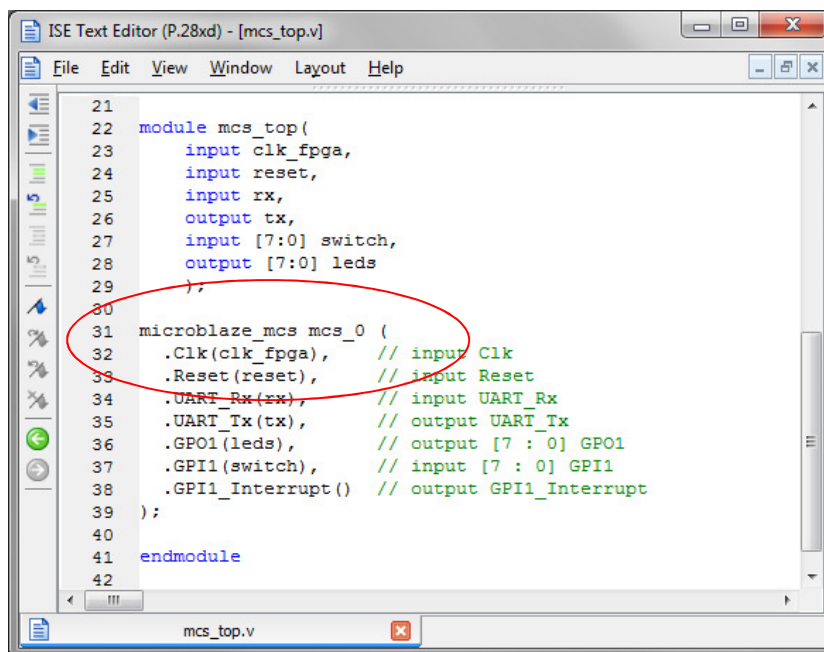 ISE Text Editor (P.28xd) - [mcs_top.v]
File Edit View Window Layout Help
21
22 module mcs_top(
23     input clk_fpga,
24     input reset,
25     input rx,
26     output tx,
27     input [7:0] switch,
28     output [7:0] leds
29     );
30
31 microblaze_mcs mcs_0 (
32   .Clk(clk_fpga),     // input Clk
33   .Reset(reset),     // input Reset
34   .UART_Rx(rx),      // input UART_Rx
35   .UART_Tx(tx),      // output UART_Tx
36   .GPO1(leds),       // output [7 : 0] GPO1
37   .GPI1(switch),     // input [7 : 0] GPI1
38   .GPI1_Interrupt()  // output GPI1_Interrupt
39 );
40
41 endmodule
42
mcs_top.v